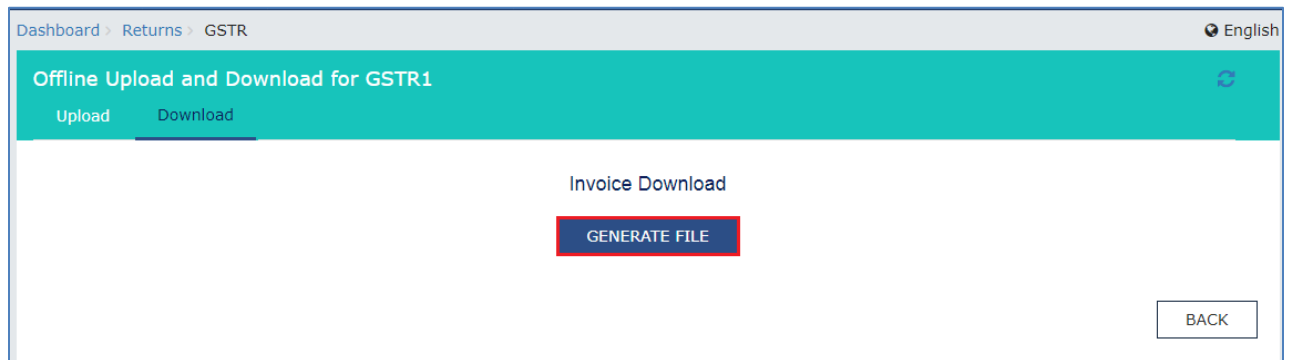 Dashboard > Returns > GSTR
English
Offline Upload and Download for GSTR1
Upload Download
Invoice Download
GENERATE FILE
BACK